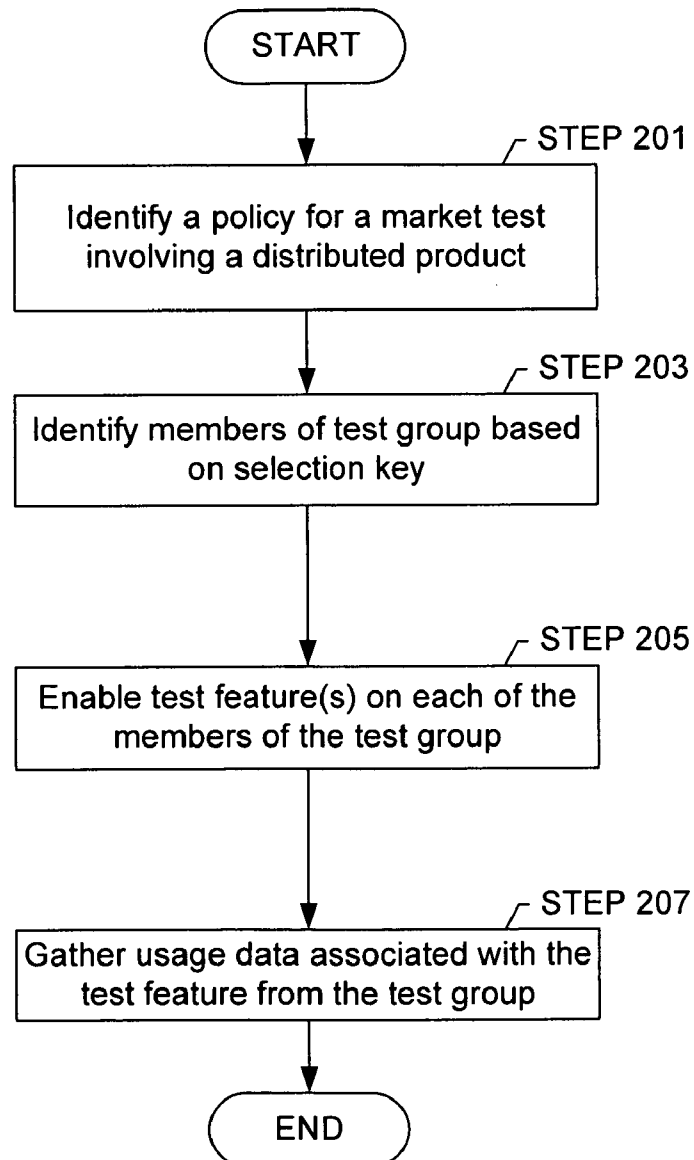 START
STEP 201
Identify a policy for a market test
involving a distributed product
STEP 203
Identify members of test group based
on selection key
STEP 205
Enable test feature(s) on each of the
members of the test group
STEP 207
Gather usage data associated with the
test feature from the test group
END